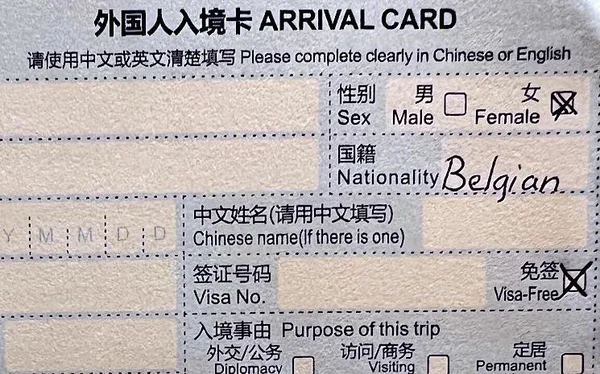 外国人入境卡 ARRIVAL CARD
请使用中文或英文清楚填写 Please complete clearly in Chinese or English
性别 男 女
Sex Male Female
国籍
Nationality Belgian
Y M M D D
中文姓名(请用中文填写)
Chinese name(If there is one)
签证号码 免签
Visa No. Visa-Free
入境事由 Purpose of this trip
外交/公务 访问/商务 定居
Diplomacy Visiting Permanent